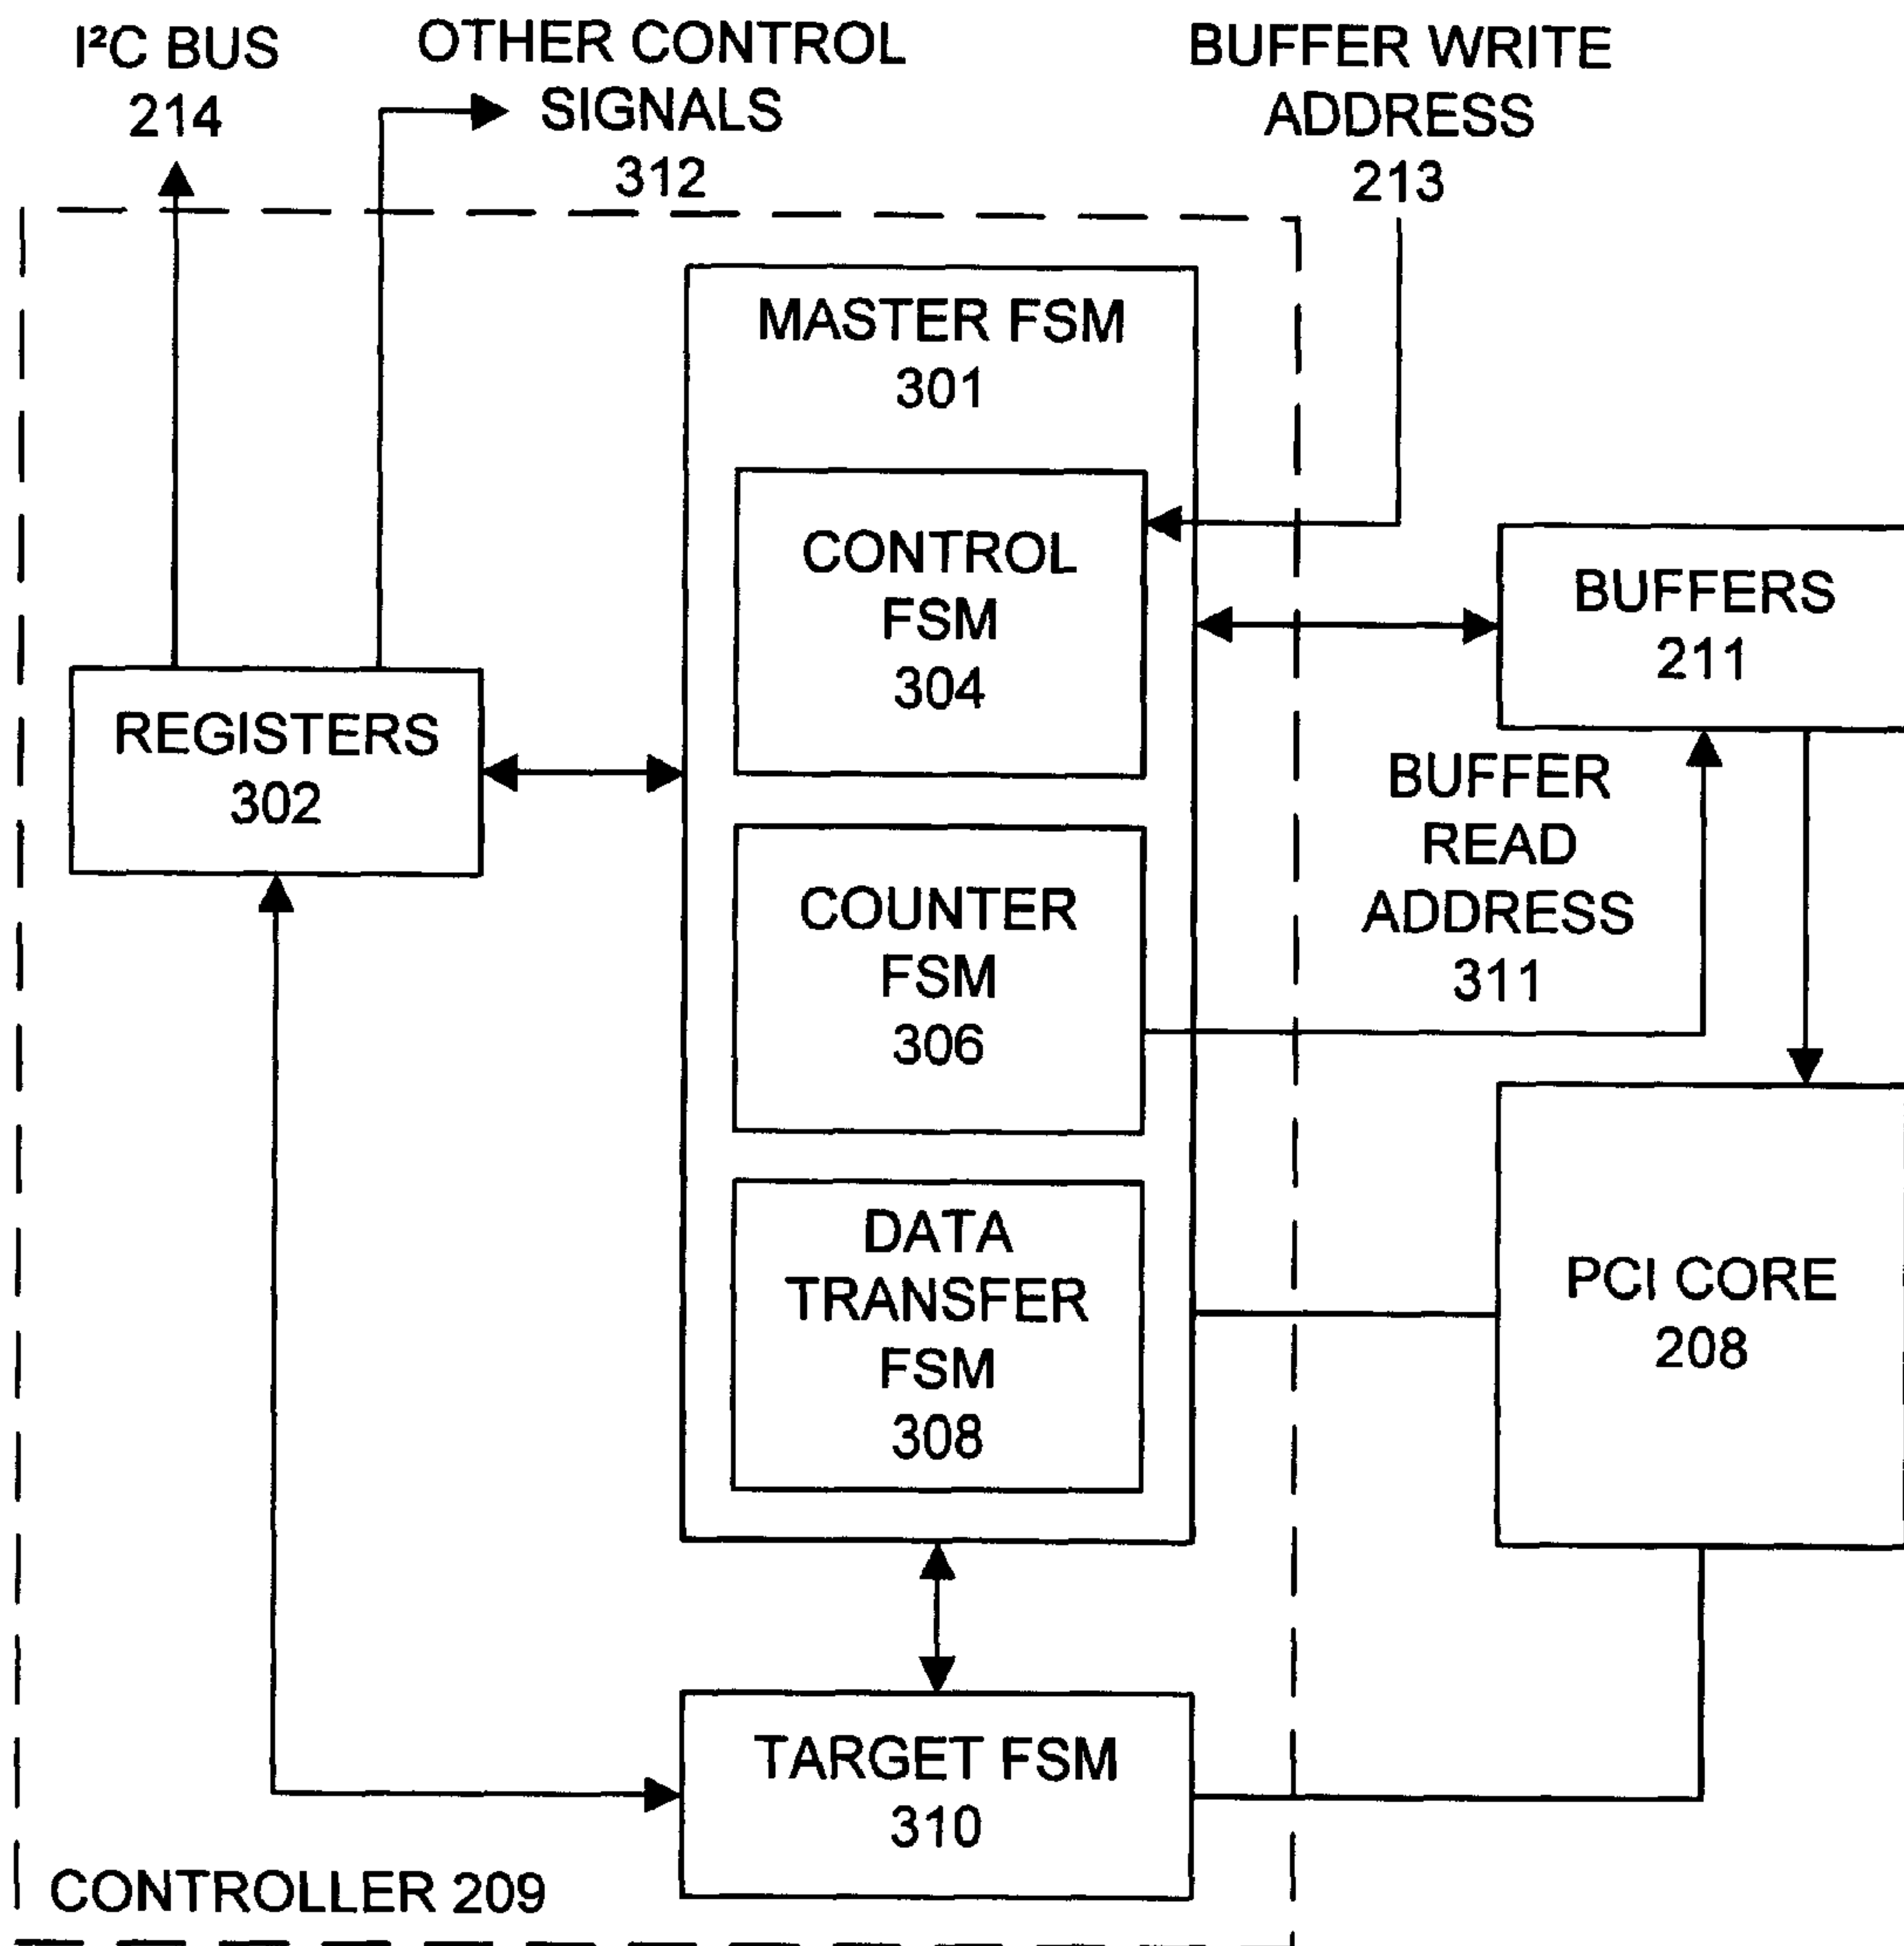 I²C BUS
214
OTHER CONTROL
SIGNALS
312
BUFFER WRITE
ADDRESS
213
MASTER FSM
301
CONTROL
FSM
304
BUFFERS
211
REGISTERS
302
BUFFER
READ
ADDRESS
311
COUNTER
FSM
306
DATA
TRANSFER
FSM
308
PCI CORE
208
TARGET FSM
310
CONTROLLER 209